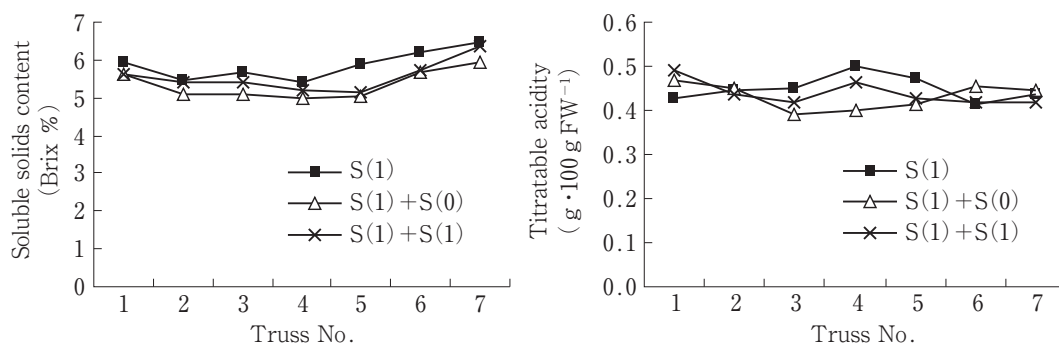 Soluble solids content
(Brix %)
7
6
5
4
3
2
1
0
S(1)
S(1)+S(0)
S(1)+S(1)
1 2 3 4 5 6 7
Truss No.
Titratable acidity
(g・100 g FW⁻¹)
0.6
0.5
0.4
0.3
0.2
0.1
0.0
S(1)
S(1)+S(0)
S(1)+S(1)
1 2 3 4 5 6 7
Truss No.